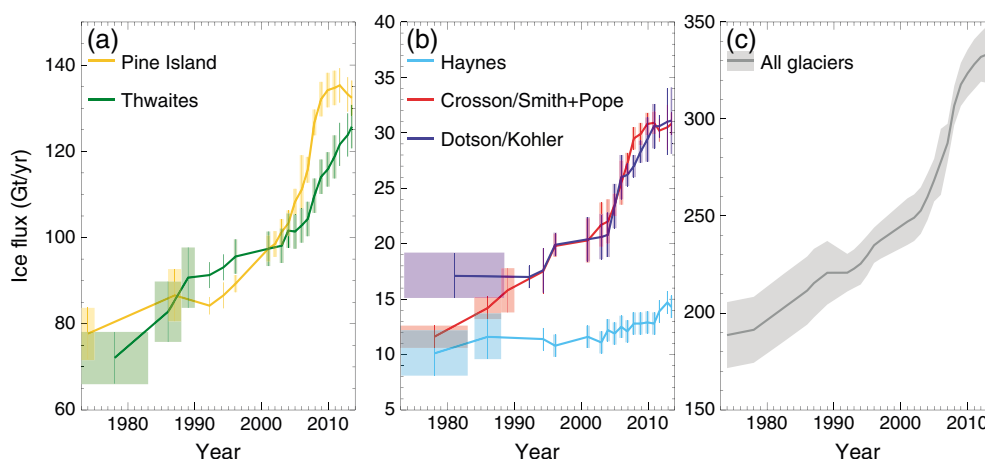 (a)
Pine Island
Thwaites
140
120
100
80
60
Ice flux (Gt/yr)
1980
1990
2000
2010
Year
(b)
Haynes
Crosson/Smith+Pope
Dotson/Kohler
40
35
30
25
20
15
10
5
1980
1990
2000
2010
Year
(c)
All glaciers
350
300
250
200
150
1980
1990
2000
2010
Year